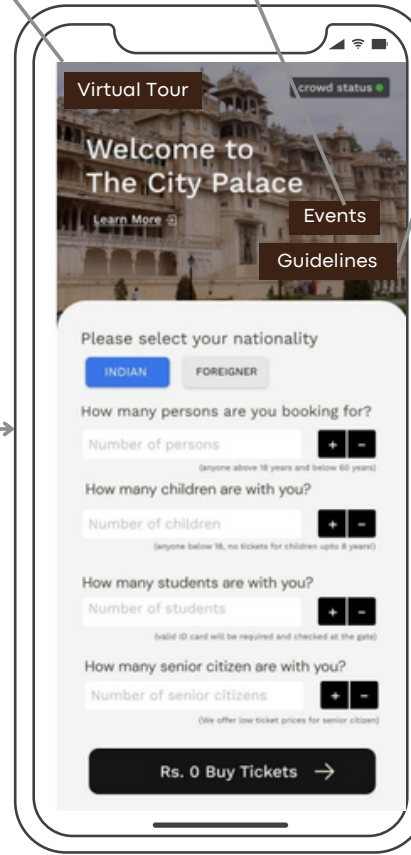 Virtual Tour
crowd status
Welcome to
The City Palace
Learn More
Events
Guidelines
Please select your nationality
INDIAN FOREIGNER
How many persons are you booking for?
Number of persons + -
(anyone above 18 years and below 60 years)
How many children are with you?
Number of children + -
(anyone below 18, no tickets for children upto 8 years!)
How many students are with you?
Number of students + -
(valid ID card will be required and checked at the gate)
How many senior citizen are with you?
Number of senior citizens + -
(We offer low ticket prices for senior citizen)
Rs. 0 Buy Tickets →